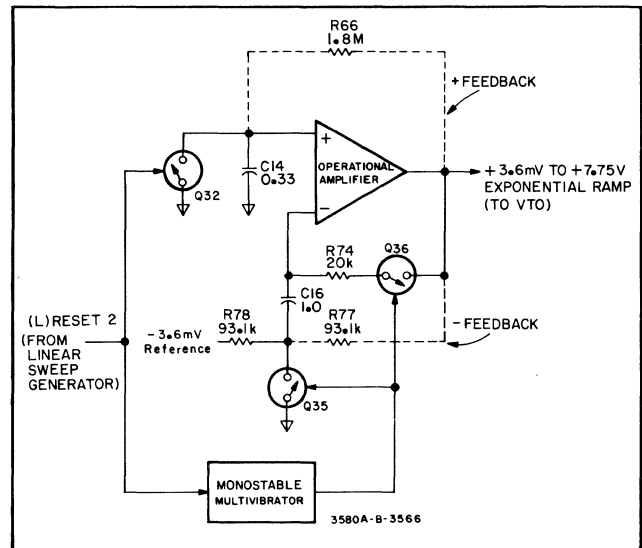 R66
1.8M
+FEEDBACK
+
OPERATIONAL
AMPLIFIER
−
C14
0.33
Q32
+3.6mV TO +7.75V
EXPONENTIAL RAMP
(TO VTO)
Q36
R74
20k
C16
1.0
R78
93.1k
R77
93.1k
−3.6mV
Reference
−FEEDBACK
(L)RESET 2
(FROM
LINEAR
SWEEP
GENERATOR)
Q35
MONOSTABLE
MULTIVIBRATOR
3580A-B-3566